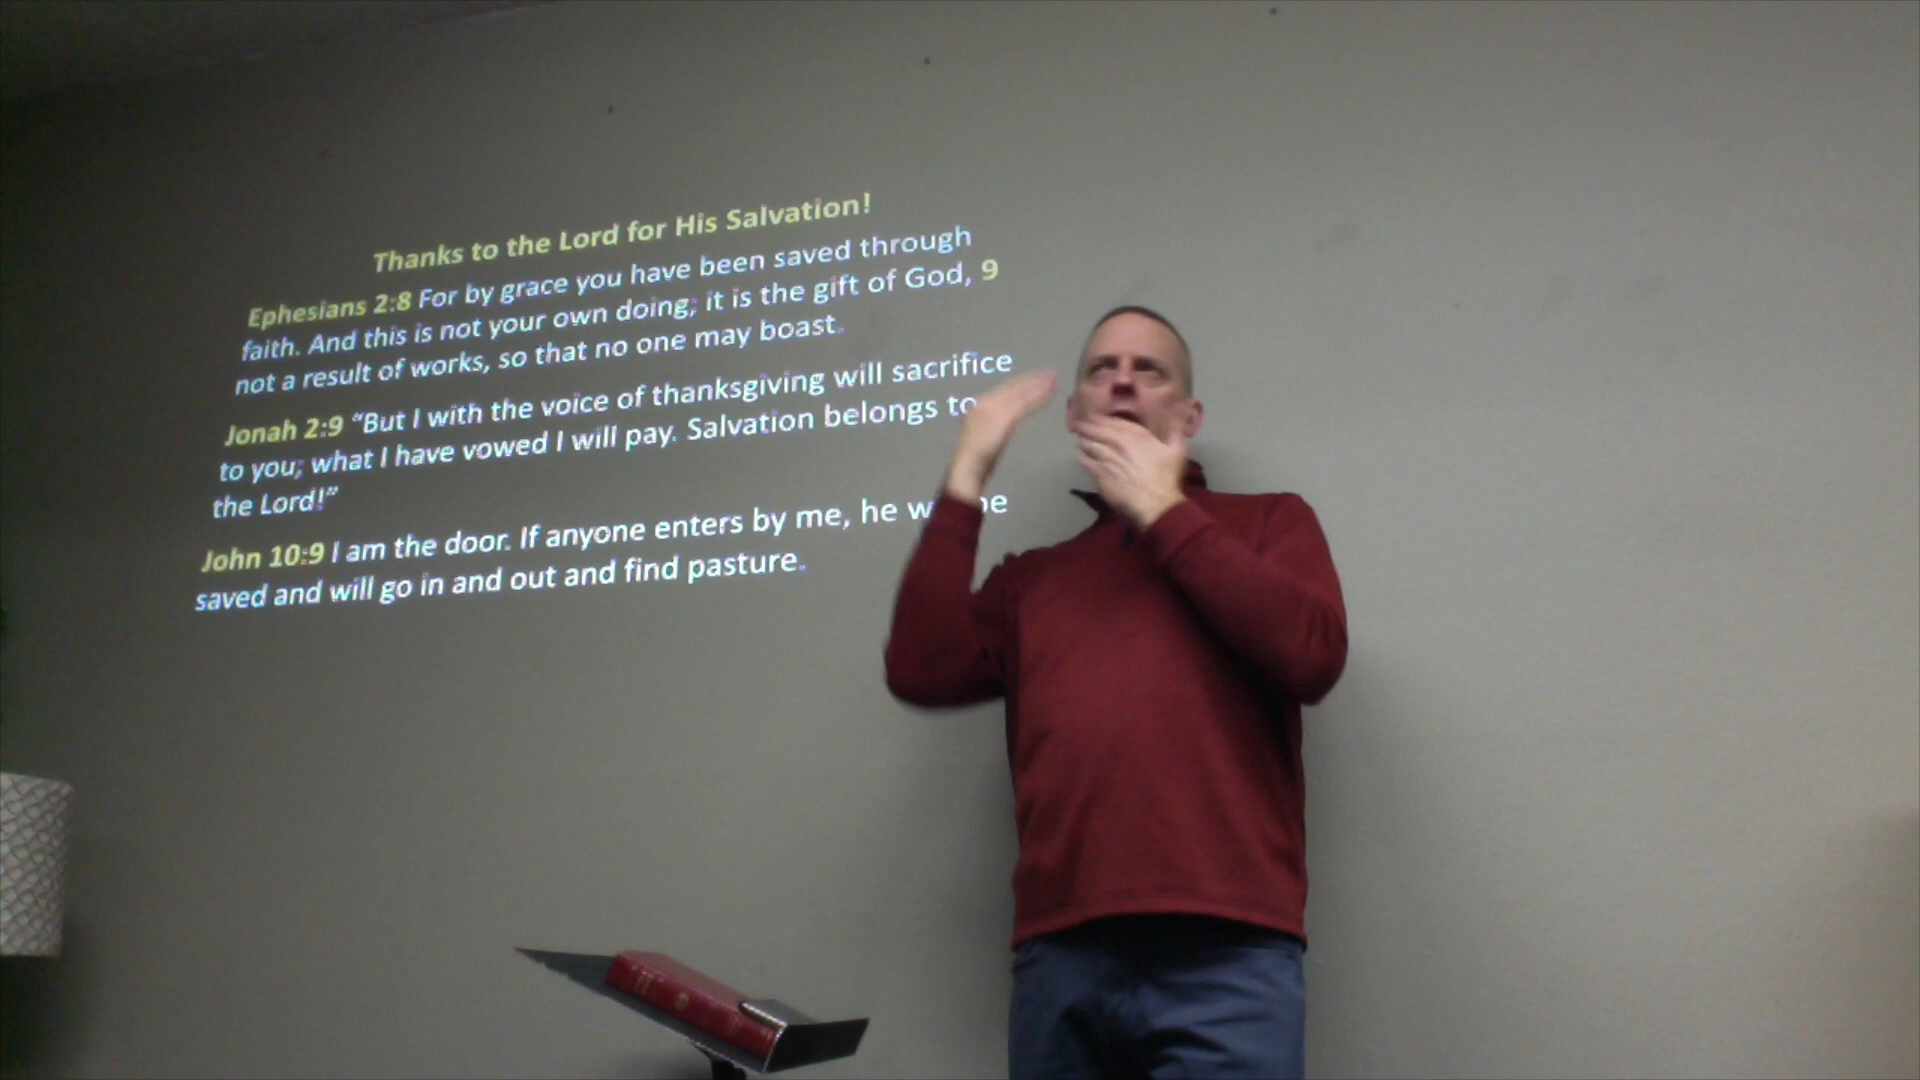 Thanks to the Lord for His Salvation!
Ephesians 2:8 For by grace you have been saved through
faith. And this is not your own doing; it is the gift of God, 9
not a result of works, so that no one may boast.
Jonah 2:9 “But I with the voice of thanksgiving will sacrifice
to you; what I have vowed I will pay. Salvation belongs to
the Lord!”
John 10:9 I am the door. If anyone enters by me, he
saved and will go in and out and find pasture.